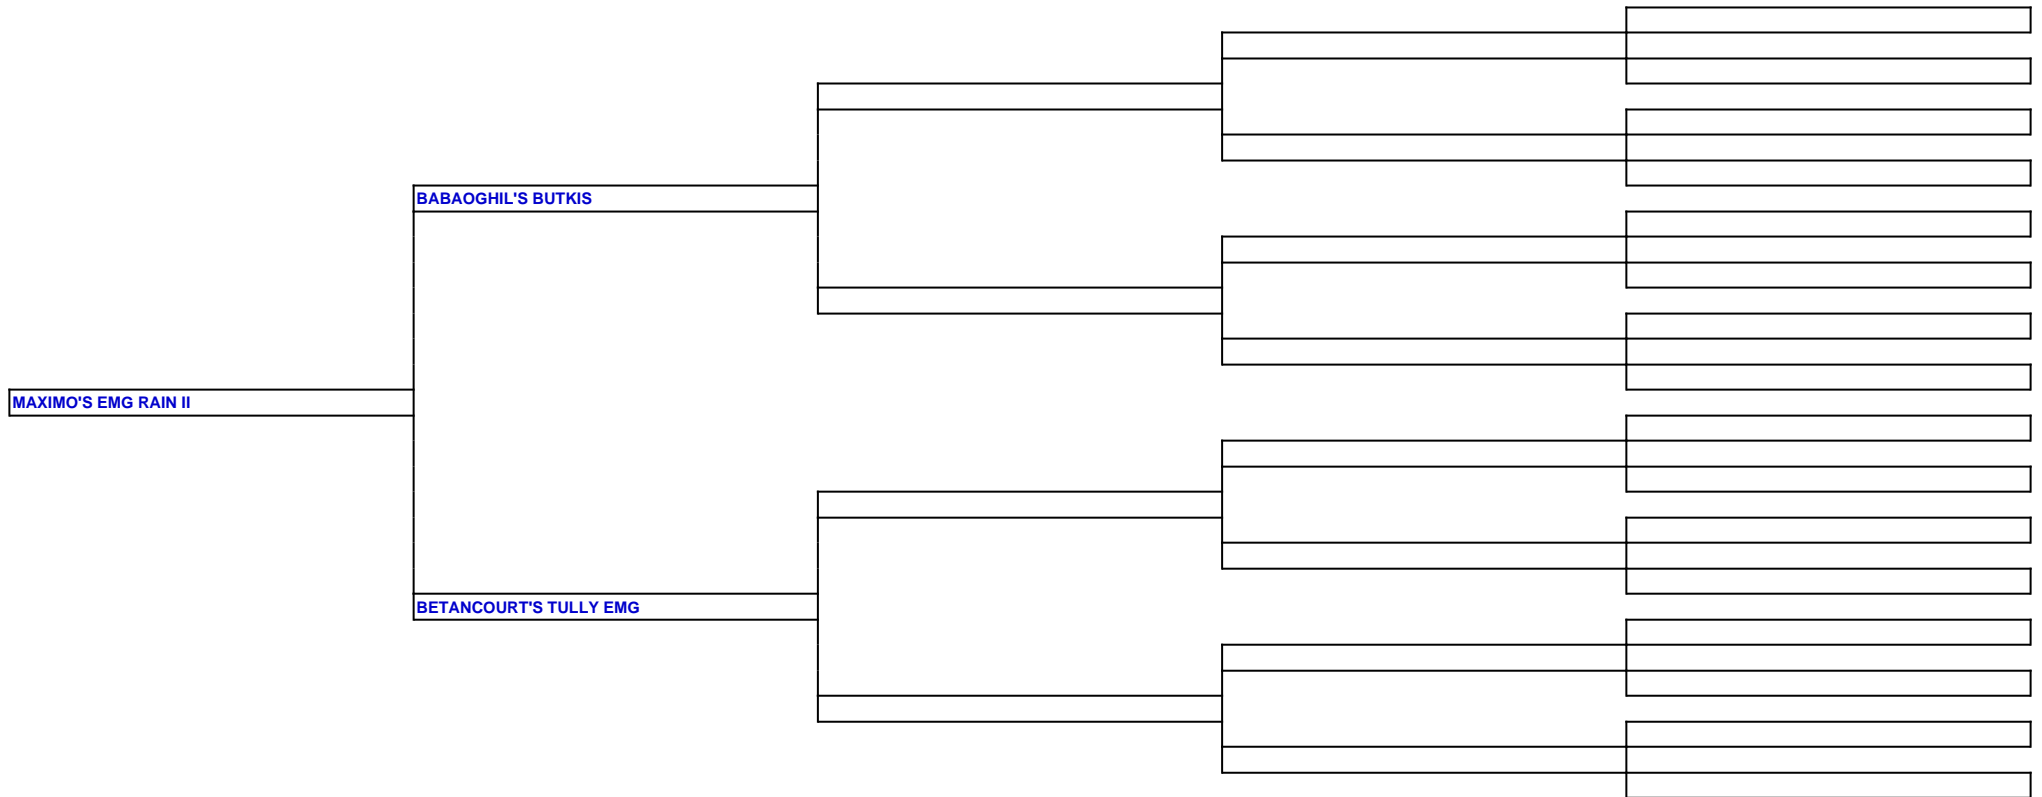 BABAOGHIL'S BUTKIS
MAXIMO'S EMG RAIN II
BETANCOURT'S TULLY EMG